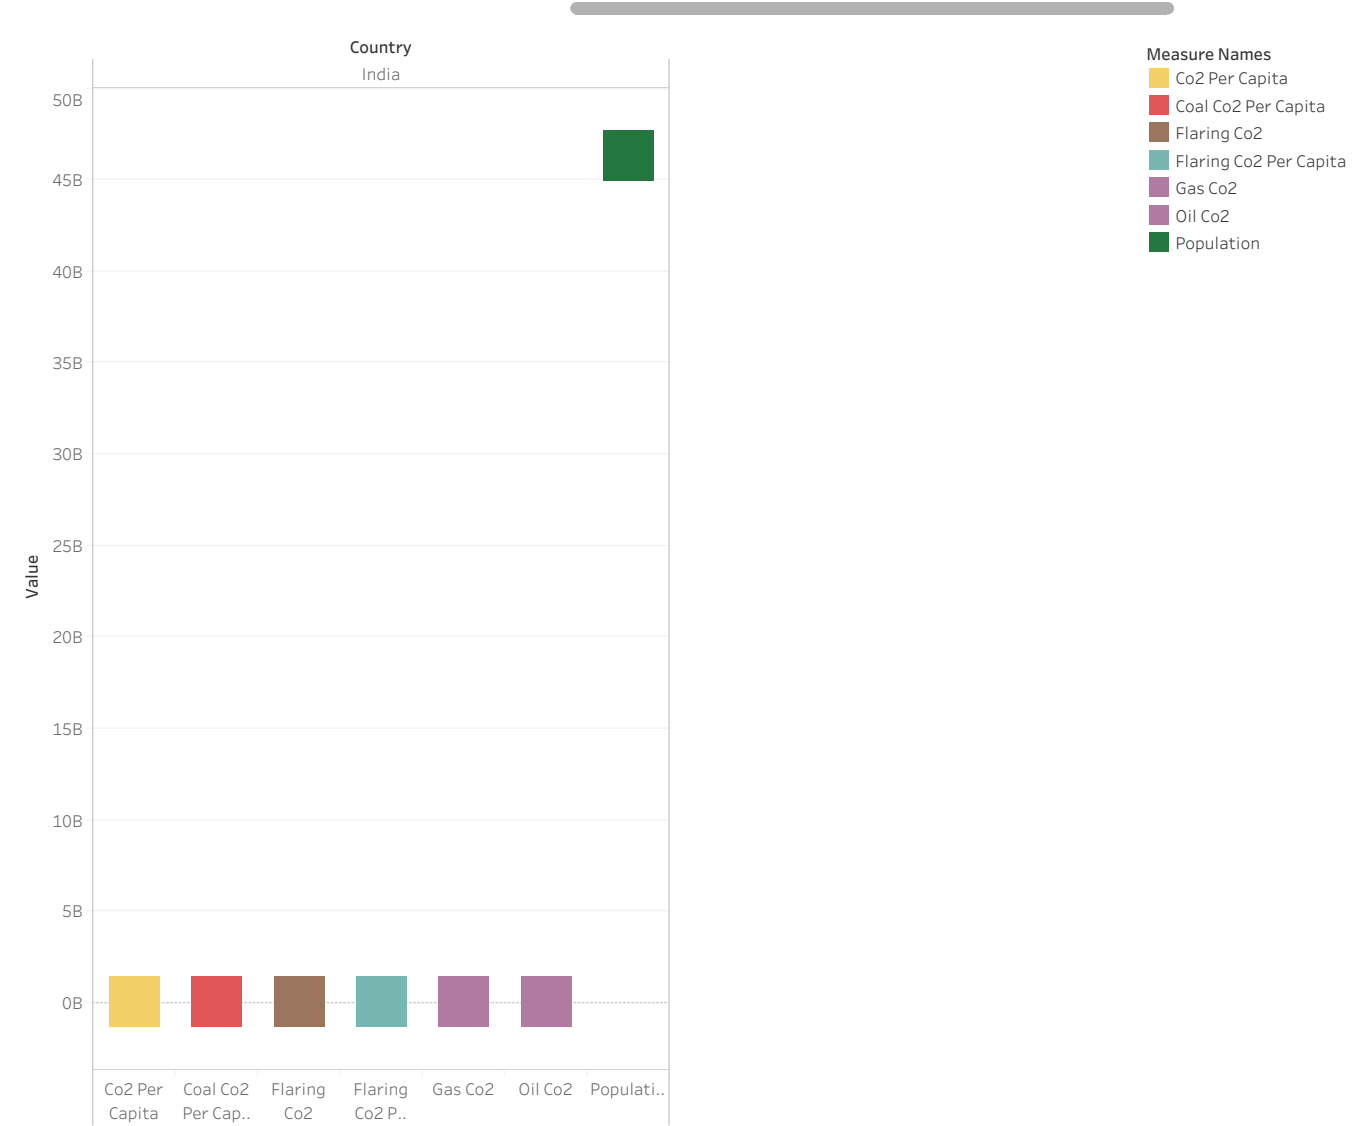 Country
India
50B
45B
40B
35B
30B
25B
20B
15B
10B
5B
0B
Value
Co2 Per
Capita
Coal Co2
Per Cap..
Flaring
Co2
Flaring
Co2 P..
Gas Co2
Oil Co2
Populati..
Measure Names
Co2 Per Capita
Coal Co2 Per Capita
Flaring Co2
Flaring Co2 Per Capita
Gas Co2
Oil Co2
Population